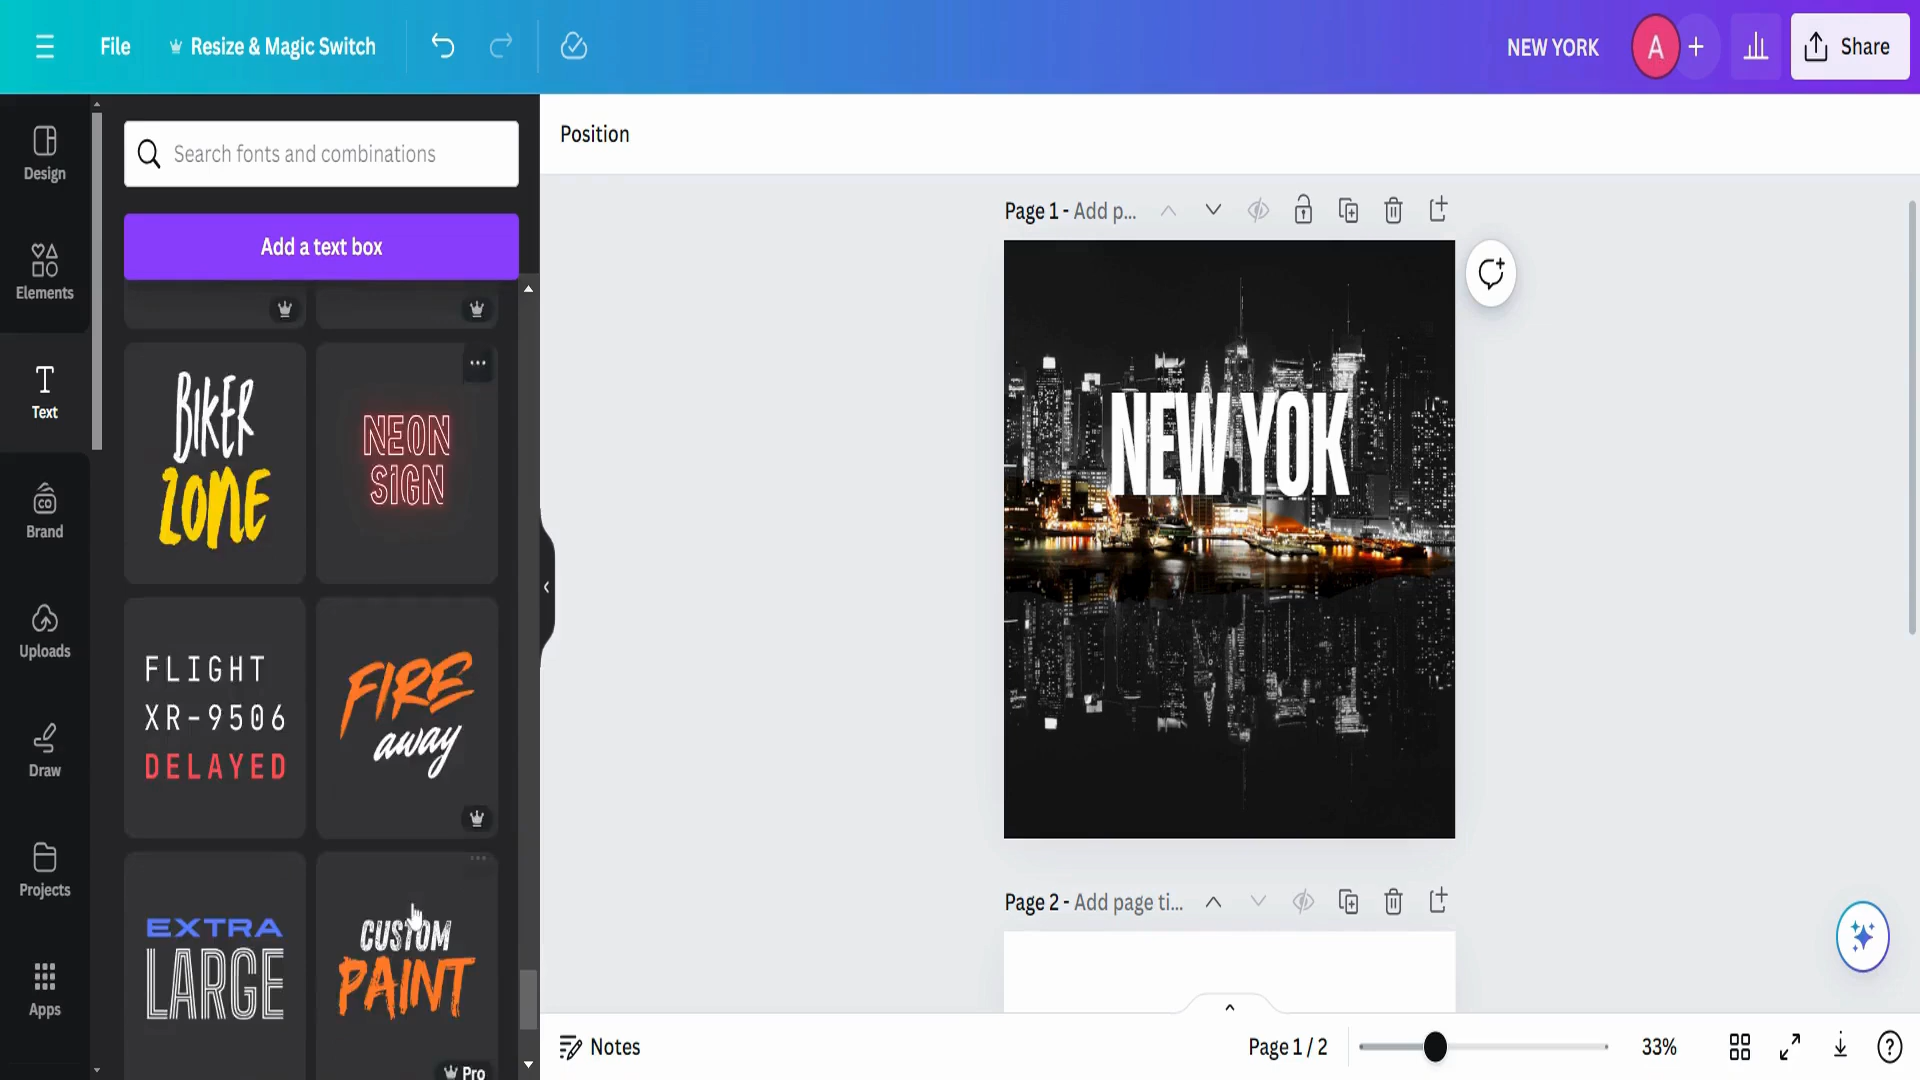 File
Resize & Magic Switch
NEW YORK
A
Share
Design
Elements
Text
Brand
CO
Uploads
Draw
Projects
Apps
Search fonts and combinations
Add a text box
BIKER
ZONE
NEON
SIGN
FLIGHT
XR-9506
DELAYED
FIRE
away
EXTRA
LARGE
CUSTOM
PAINT
Pro
Position
Page 1 - Add p...
NEW YOK
Page 2 - Add page ti...
Notes
Page 1 / 2
33%